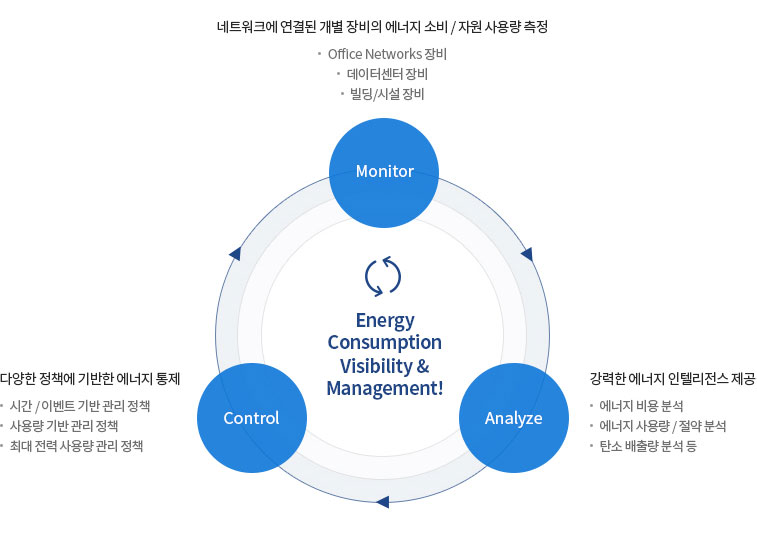 네트워크에 연결된 개별 장비의 에너지 소비 / 자원 사용량 측정
• Office Networks 장비
• 데이터센터 장비
• 빌딩/시설 장비
Monitor
Energy
Consumption
Visibility &
Management!
다양한 정책에 기반한 에너지 통제
• 시간 / 이벤트 기반 관리 정책
• 사용량 기반 관리 정책
• 최대 전력 사용량 관리 정책
Control
Analyze
강력한 에너지 인텔리전스 제공
• 에너지 비용 분석
• 에너지 사용량 / 절약 분석
• 탄소 배출량 분석 등